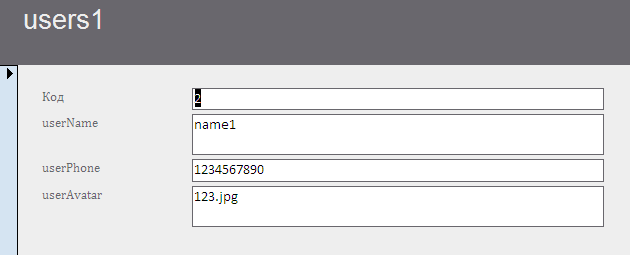 users1
Код 2
userName name1
userPhone 1234567890
userAvatar 123.jpg